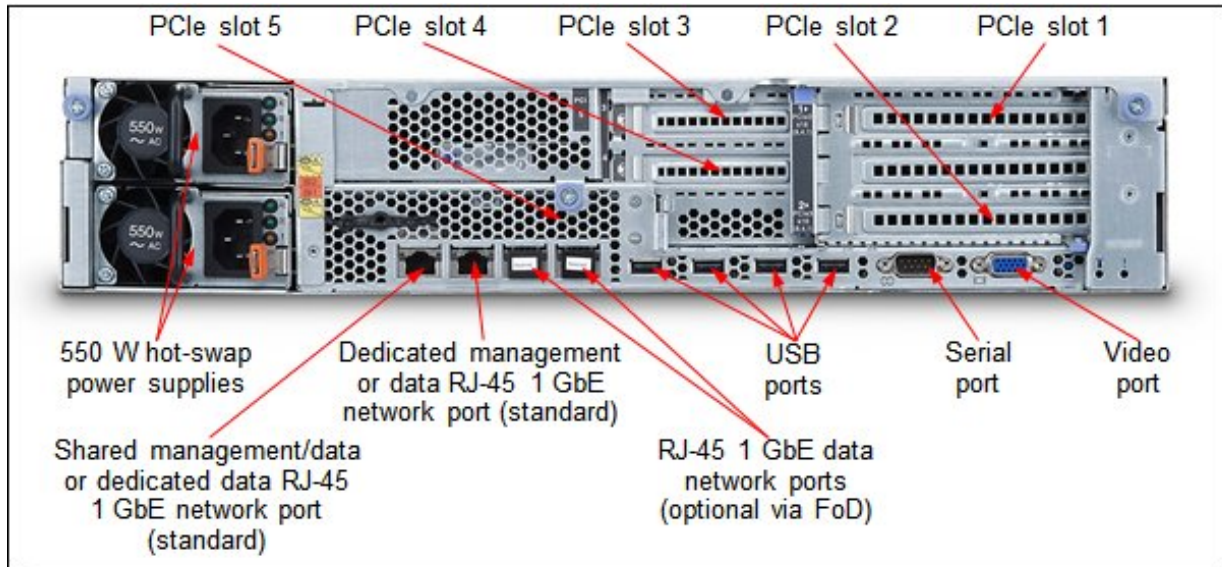 PCIe slot 5
PCIe slot 4
PCIe slot 3
PCIe slot 2
PCIe slot 1
550W
~ AC
550W
~ AC
550 W hot-swap
power supplies
Dedicated management
or data RJ-45 1 GbE
network port (standard)
USB
ports
Serial
port
Video
port
Shared management/data
or dedicated data RJ-45
1 GbE network port
(standard)
RJ-45 1 GbE data
network ports
(optional via FoD)